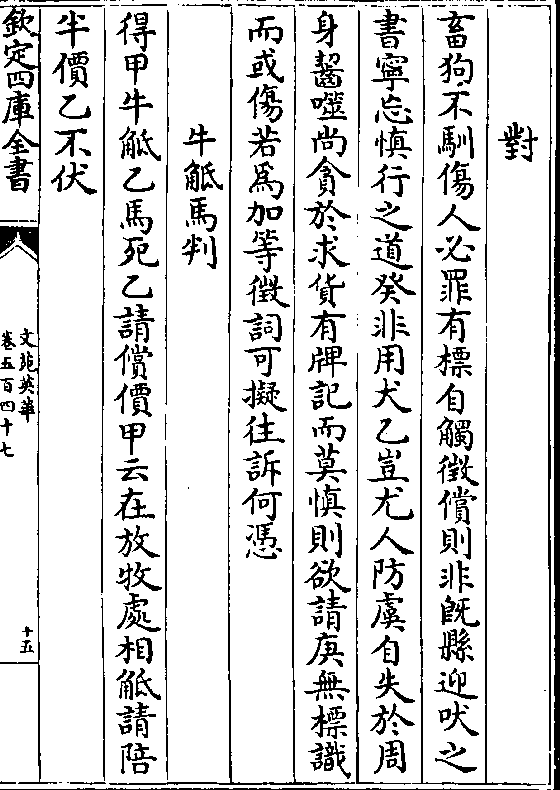 對
畜狗不馴傷人必罪有標自觸徵償則非既懸迎吠之
書寧忘慎行之道癸非用犬乙豈尤人防虞自失於周
身齧噬尚貪於求貨有牌記而莫慎則欲請庚無標識
而或傷若爲加等徵詞可擬往訴何憑
牛觝馬判
得甲牛觝乙馬死乙請償價甲云在放牧處相觝請陪
半價乙不伏
欽定四庫全書
文苑英華
卷五百四十七
十五